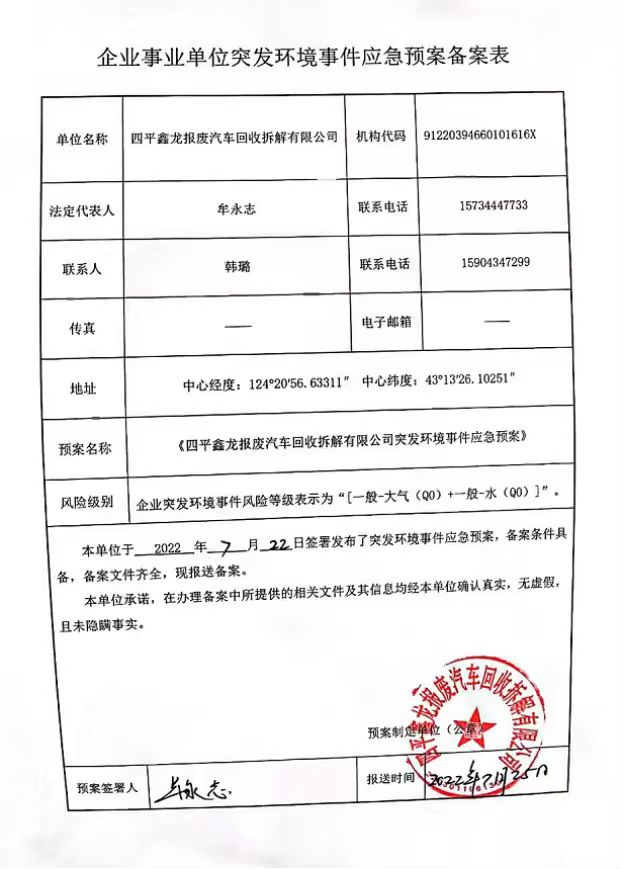 企业事业单位突发环境事件应急预案备案表
单位名称 四平鑫龙报废汽车回收拆解有限公司 机构代码 91220394660101616X
法定代表人 牟永志 联系电话 15734447733
联系人 韩璐 联系电话 15904347299
传真 —— 电子邮箱 ——
地址 中心经度：124°20′56.63311″ 中心纬度：43°13′26.10251″
预案名称 《四平鑫龙报废汽车回收拆解有限公司突发环境事件应急预案》
风险级别 企业突发环境事件风险等级表示为“[一般-大气（Q0）+一般-水（Q0）]”。
本单位于 2022 年 7 月 22 日签署发布了突发环境事件应急预案，备案条件具
备，备案文件齐全，现报送备案。
本单位承诺，在办理备案中所提供的相关文件及其信息均经本单位确认真实，无虚假，
且未隐瞒事实。
四平鑫龙报废汽车回收拆解有限公司
预案制定单位（公章）
预案签署人 牟永志 报送时间 2022年7月25日